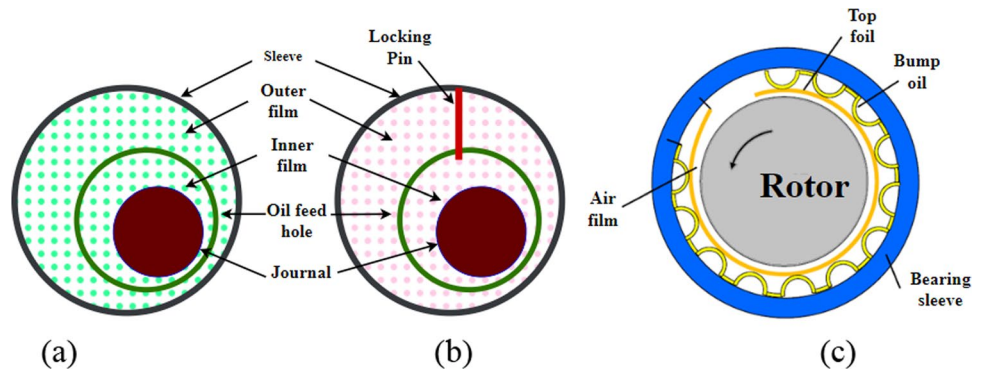 Sleeve
Outer
film
Inner
film
Oil feed
hole
Journal
Locking
Pin
Top
foil
Bump
oil
Rotor
Air
film
Bearing
sleeve
(a)
(b)
(c)